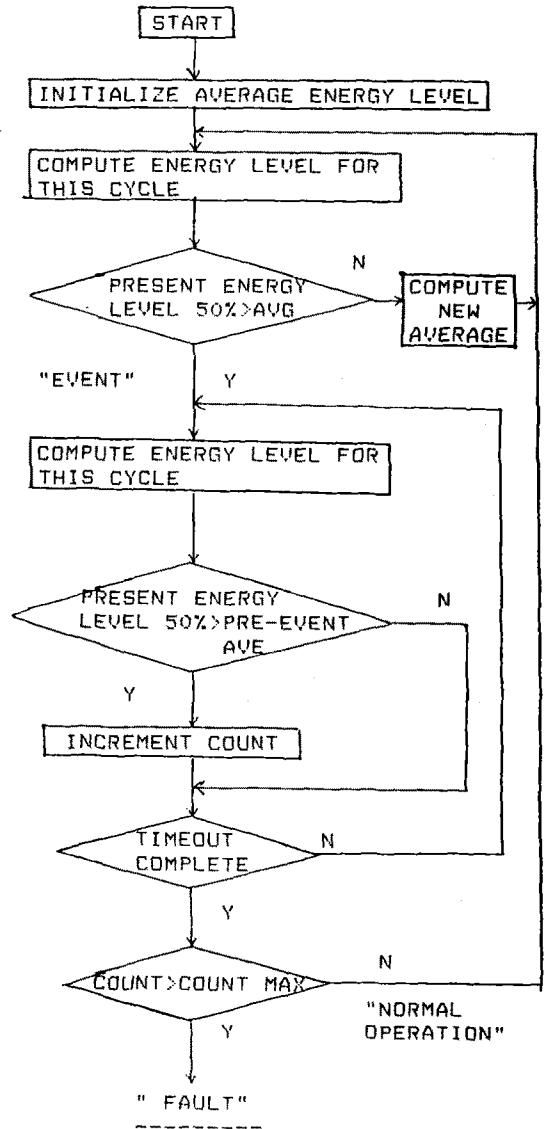 START
INITIALIZE AVERAGE ENERGY LEVEL
COMPUTE ENERGY LEVEL FOR
THIS CYCLE
PRESENT ENERGY
LEVEL 50%>AVG
N
COMPUTE
NEW
AVERAGE
"EVENT"
Y
COMPUTE ENERGY LEVEL FOR
THIS CYCLE
PRESENT ENERGY
LEVEL 50%>PRE-EVENT
AVE
N
Y
INCREMENT COUNT
TIMEOUT
COMPLETE
N
Y
COUNT>COUNT MAX
N
"NORMAL
OPERATION"
Y
" FAULT"